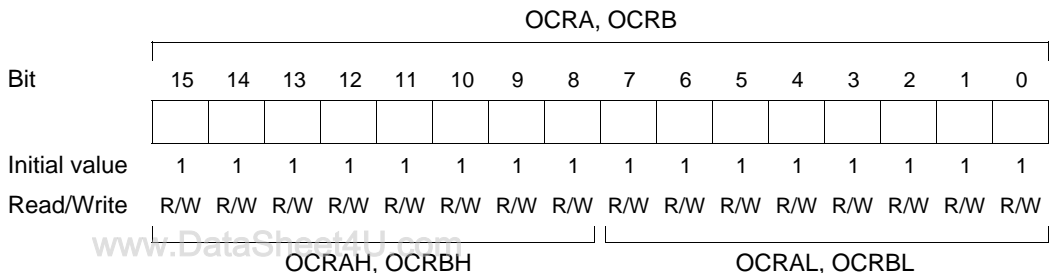 OCRA, OCRB
Bit 15 14 13 12 11 10 9 8 7 6 5 4 3 2 1 0
Initial value 1 1 1 1 1 1 1 1 1 1 1 1 1 1 1 1
Read/Write R/W R/W R/W R/W R/W R/W R/W R/W R/W R/W R/W R/W R/W R/W R/W R/W
www.DataSheet4U.com
OCRAH, OCRBH OCRAL, OCRBL